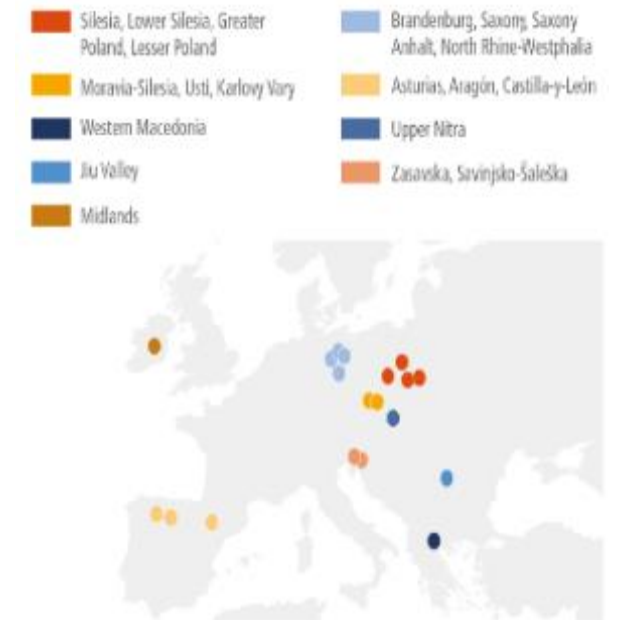 Silesia, Lower Silesia, Greater
Poland, Lesser Poland
Moravia-Silesia, Usti, Karlovy Vary
Western Macedonia
Jiu Valley
Midlands
Brandenburg, Saxony, Saxony
Anhalt, North Rhine-Westphalia
Asturias, Aragón, Castilla-y-León
Upper Nitra
Zasavska, Savinjsko-Šaleška